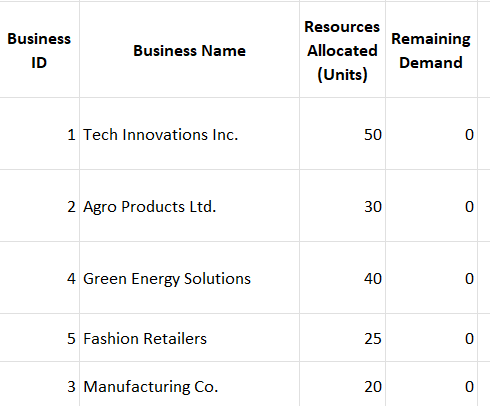 Business ID Business Name Resources Allocated (Units) Remaining Demand
1 Tech Innovations Inc. 50 0
2 Agro Products Ltd. 30 0
4 Green Energy Solutions 40 0
5 Fashion Retailers 25 0
3 Manufacturing Co. 20 0